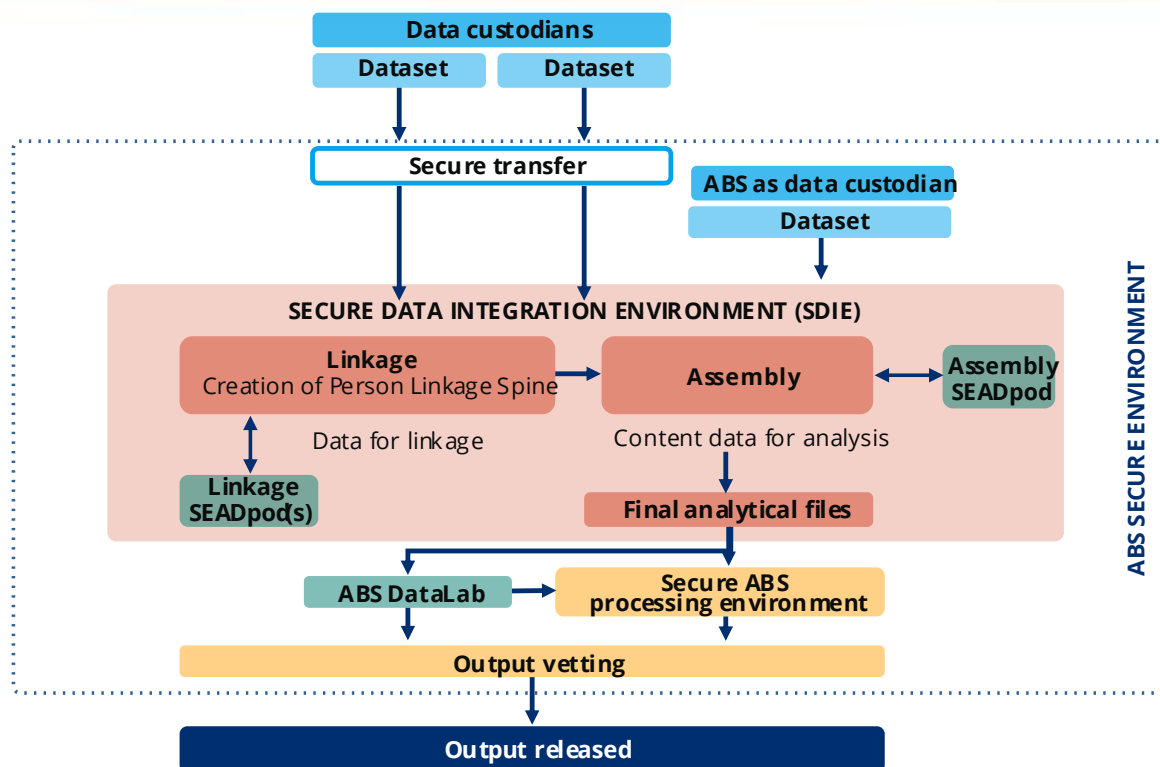 Data custodians
Dataset
Dataset
Secure transfer
ABS as data custodian
Dataset
ABS SECURE ENVIRONMENT
SECURE DATA INTEGRATION ENVIRONMENT (SDIE)
Linkage
Creation of Person Linkage Spine
Assembly
Assembly
SEADpod
Data for linkage
Content data for analysis
Linkage
SEADpod(s)
Final analytical files
ABS DataLab
Secure ABS
processing environment
Output vetting
Output released